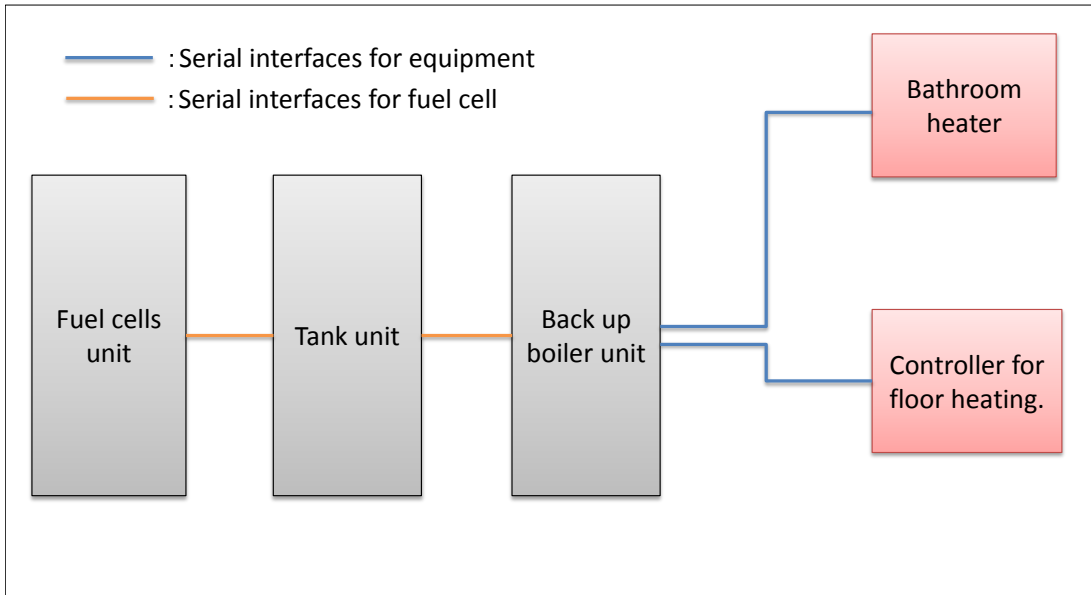 : Serial interfaces for equipment
: Serial interfaces for fuel cell
Bathroom
heater
Fuel cells
unit
Tank unit
Back up
boiler unit
Controller for
floor heating.